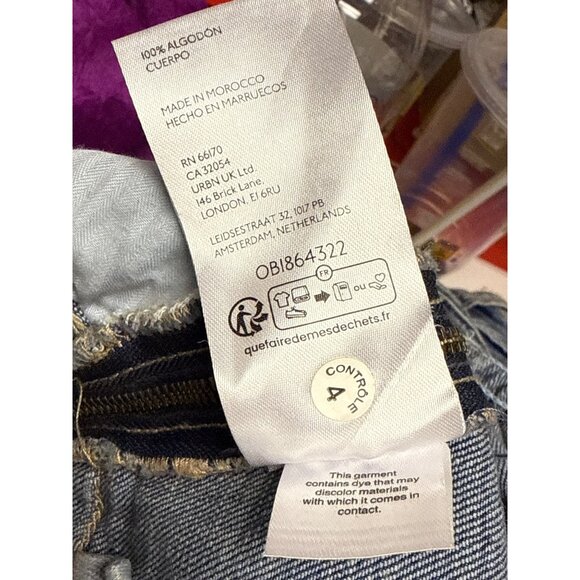 100% ALGODÓN
CUERPO
MADE IN MOROCCO
HECHO EN MARRUECOS
RN 66170
CA 32054
URBN UK Ltd
146 Brick Lane,
LONDON, E1 6RU
LEIDSESTRAAT 32, 1017 PB
AMSTERDAM, NETHERLANDS
OB1864322
FR
ou
quefairedemesdechets.fr
CONTRÔLE
4
This garment
contains dye that may
discolor materials
with which it comes in
contact.